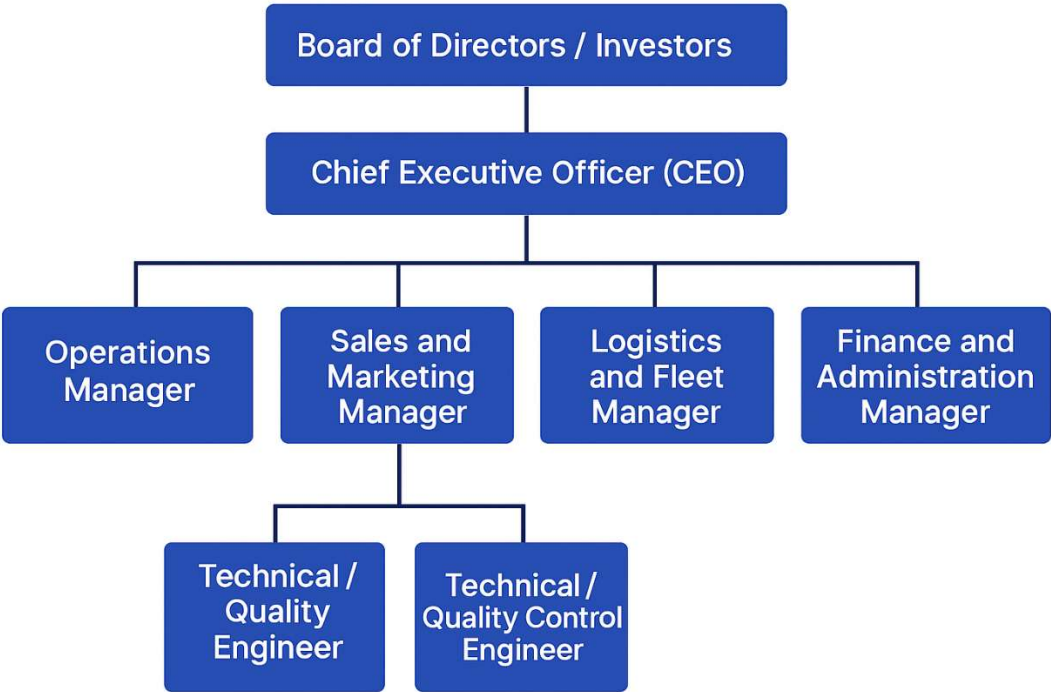 Board of Directors / Investors
Chief Executive Officer (CEO)
Operations
Manager
Sales and
Marketing
Manager
Logistics
and Fleet
Manager
Finance and
Administration
Manager
Technical /
Quality
Engineer
Technical /
Quality Control
Engineer